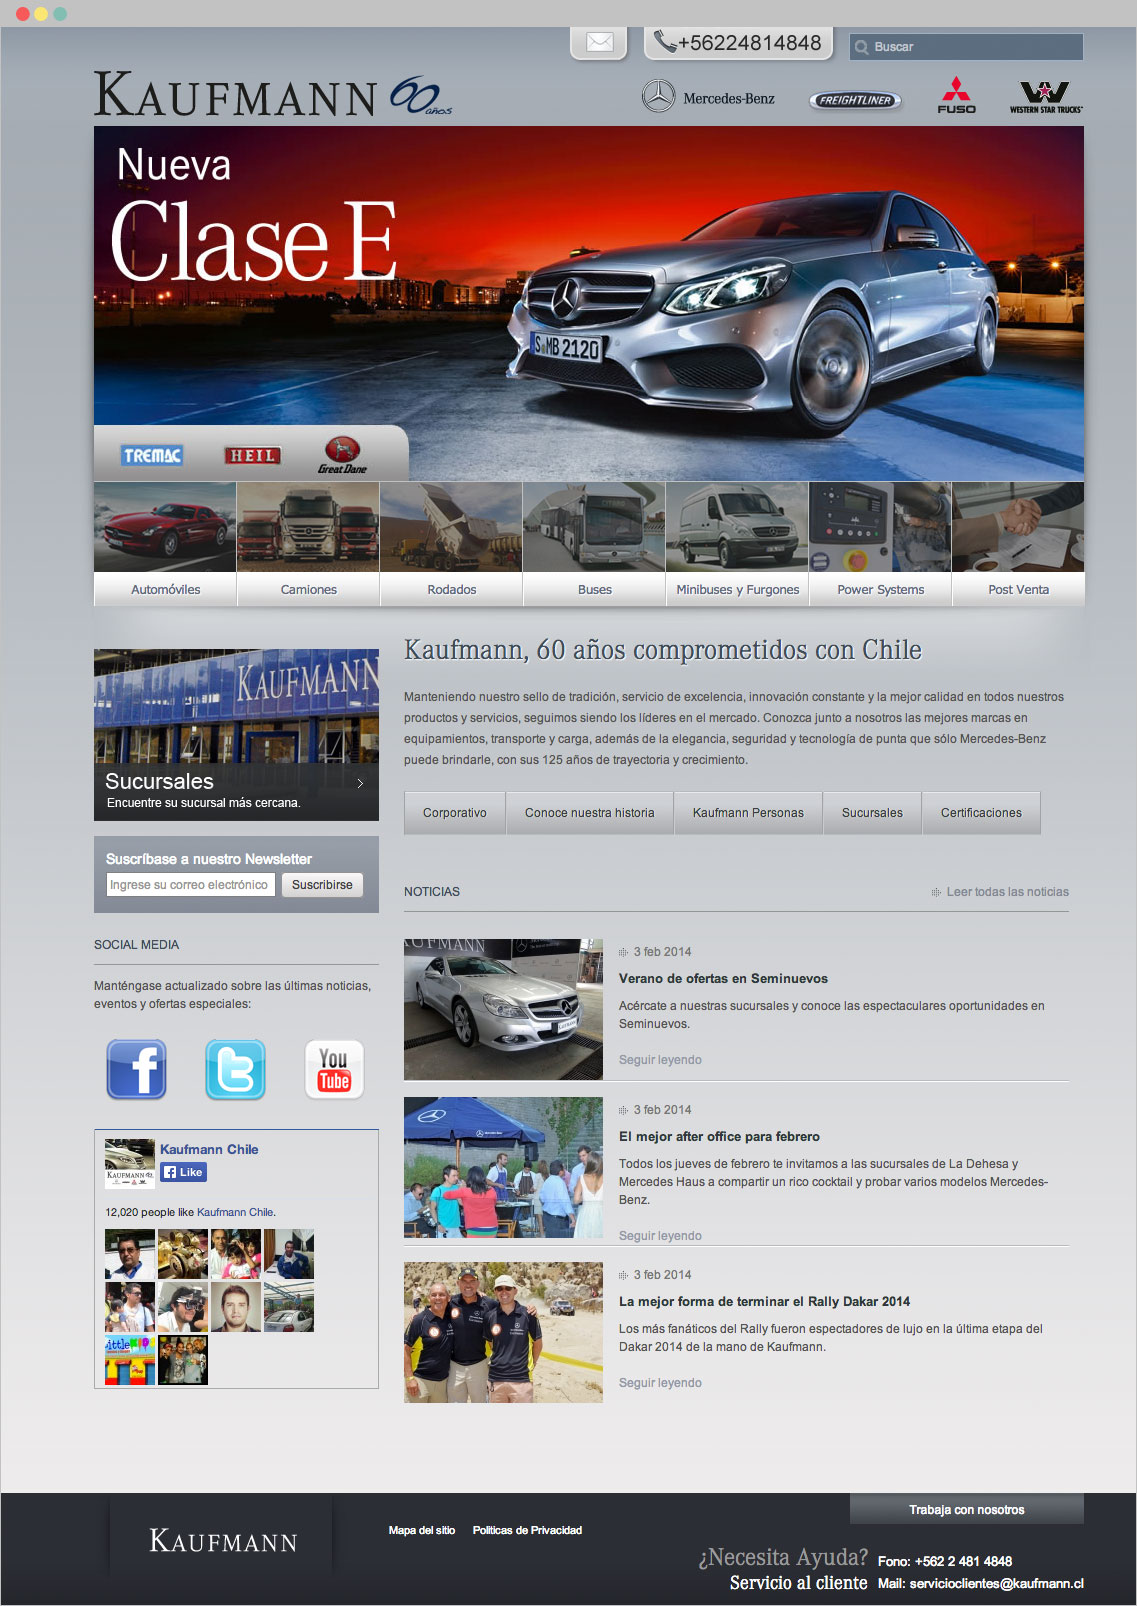 +56224814848
Buscar
KAUFMANN 60 años
Mercedes-Benz
FREIGHTLINER
FUSO
WESTERN STAR TRUCKS
Nueva
Clase E
S MB 2120
TREMAC
HEIL
Great Dane
Automóviles
Camiones
Rodados
Buses
Minibuses y Furgones
Power Systems
Post Venta
KAUFMANN
Sucursales
Encuentre su sucursal más cercana.
Suscríbase a nuestro Newsletter
Ingrese su correo electrónico
Suscribirse
SOCIAL MEDIA
Manténgase actualizado sobre las últimas noticias,
eventos y ofertas especiales:
You
Tube
KAUFMANN
Kaufmann Chile
Like
12,020 people like Kaufmann Chile.
Kaufmann, 60 años comprometidos con Chile
Manteniendo nuestro sello de tradición, servicio de excelencia, innovación constante y la mejor calidad en todos nuestros
productos y servicios, seguimos siendo los líderes en el mercado. Conozca junto a nosotros las mejores marcas en
equipamientos, transporte y carga, además de la elegancia, seguridad y tecnología de punta que sólo Mercedes-Benz
puede brindarle, con sus 125 años de trayectoria y crecimiento.
Corporativo
Conoce nuestra historia
Kaufmann Personas
Sucursales
Certificaciones
NOTICIAS
Leer todas las noticias
KAUFMANN
3 feb 2014
Verano de ofertas en Seminuevos
Acércate a nuestras sucursales y conoce las espectaculares oportunidades en
Seminuevos.
Seguir leyendo
3 feb 2014
El mejor after office para febrero
Todos los jueves de febrero te invitamos a las sucursales de La Dehesa y
Mercedes Haus a compartir un rico cocktail y probar varios modelos Mercedes-
Benz.
Seguir leyendo
3 feb 2014
La mejor forma de terminar el Rally Dakar 2014
Los más fanáticos del Rally fueron espectadores de lujo en la última etapa del
Dakar 2014 de la mano de Kaufmann.
Seguir leyendo
KAUFMANN
Mapa del sitio
Politicas de Privacidad
Trabaja con nosotros
¿Necesita Ayuda?
Servicio al cliente
Fono: +562 2 481 4848
Mail: servicioclientes@kaufmann.cl